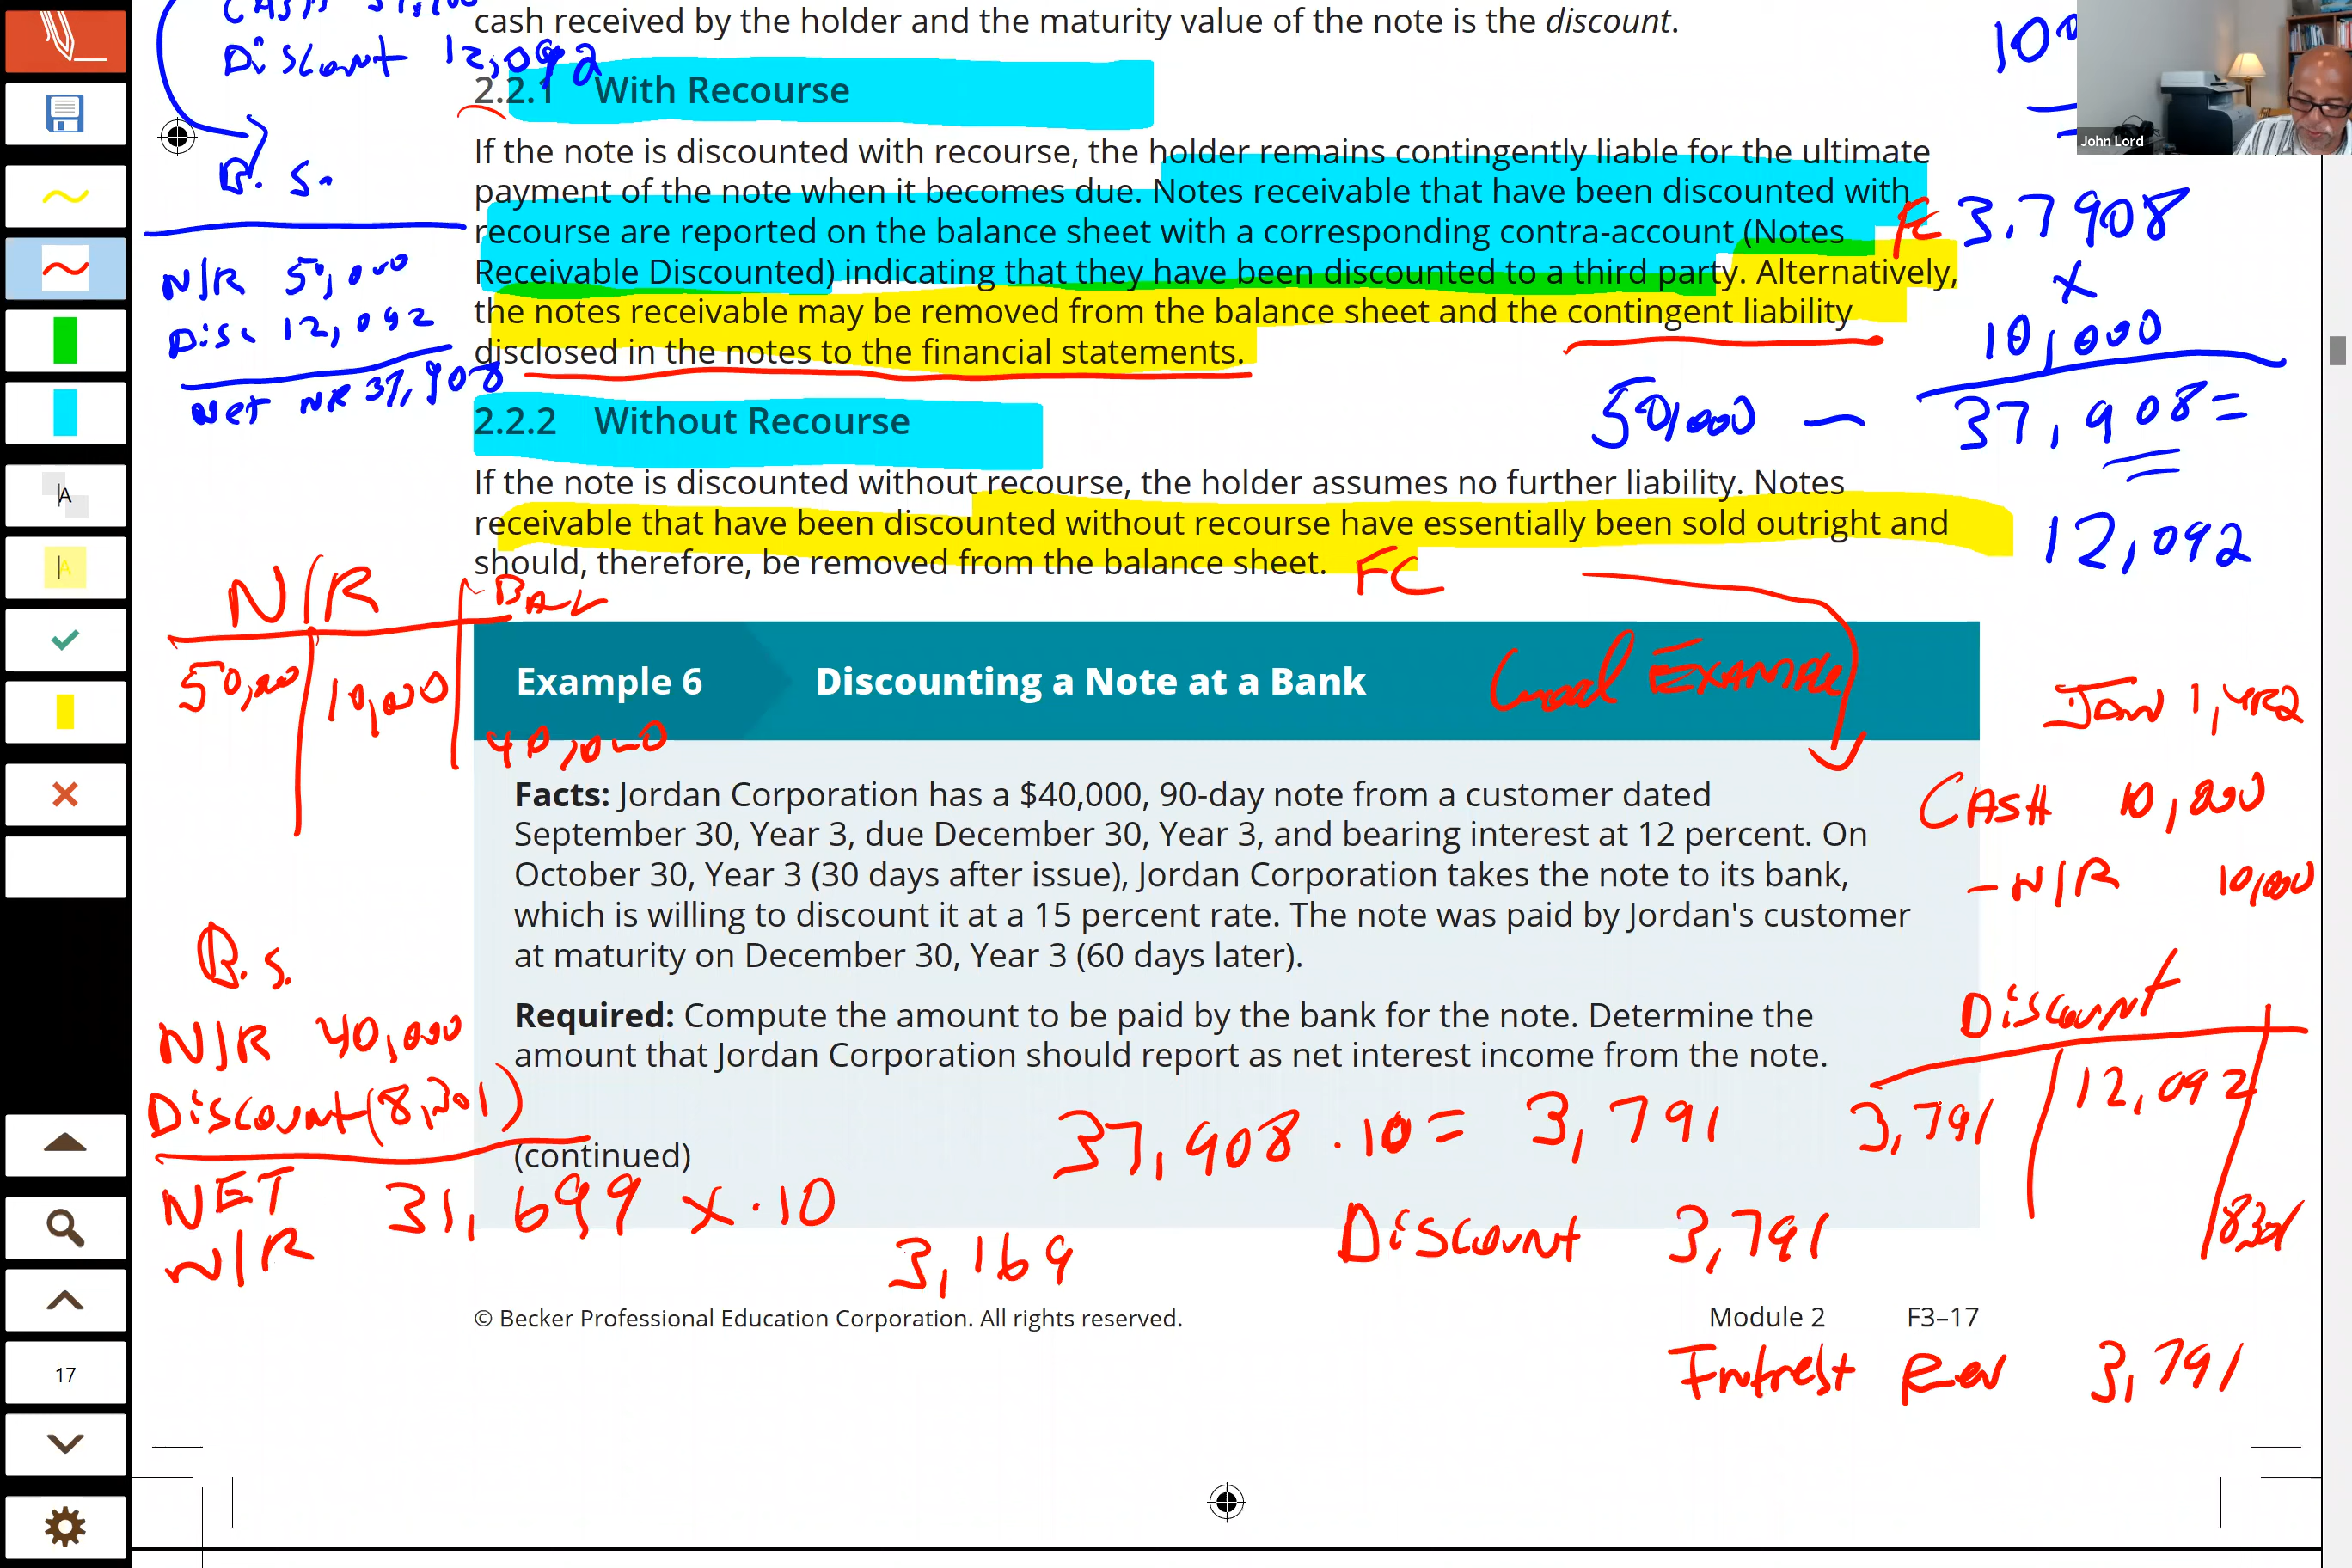 Discount 12,092
B. S.
N/R 50,000
Disc 12,092
Net NR 37,908
N/R
BAL
50,000
10,000
40,000
B. S.
N/R 40,000
Discount (8,301)
NET 31,699 x .10
N/R
3,169
cash received by the holder and the maturity value of the note is the discount.
2.2.1 With Recourse
If the note is discounted with recourse, the holder remains contingently liable for the ultimate
payment of the note when it becomes due. Notes receivable that have been discounted with
recourse are reported on the balance sheet with a corresponding contra-account (Notes
Receivable Discounted) indicating that they have been discounted to a third party. Alternatively,
the notes receivable may be removed from the balance sheet and the contingent liability
disclosed in the notes to the financial statements.
2.2.2 Without Recourse
If the note is discounted without recourse, the holder assumes no further liability. Notes
receivable that have been discounted without recourse have essentially been sold outright and
should, therefore, be removed from the balance sheet.
FC
Example 6 Discounting a Note at a Bank
Good EXAMPLE
Facts: Jordan Corporation has a $40,000, 90-day note from a customer dated
September 30, Year 3, due December 30, Year 3, and bearing interest at 12 percent. On
October 30, Year 3 (30 days after issue), Jordan Corporation takes the note to its bank,
which is willing to discount it at a 15 percent rate. The note was paid by Jordan's customer
at maturity on December 30, Year 3 (60 days later).
Required: Compute the amount to be paid by the bank for the note. Determine the
amount that Jordan Corporation should report as net interest income from the note.
(continued)
37,908 .10 = 3,791
Discount 3,791
© Becker Professional Education Corporation. All rights reserved.
Module 2 F3–17
Intrest Rev 3,791
John Lord
FC
3.7908
x
10,000
50,000 - 37,908 =
12,092
JAN 1, YR2
CASH 10,000
- N/R 10,000
Discount
3,791
12,092
8301
A
A
17